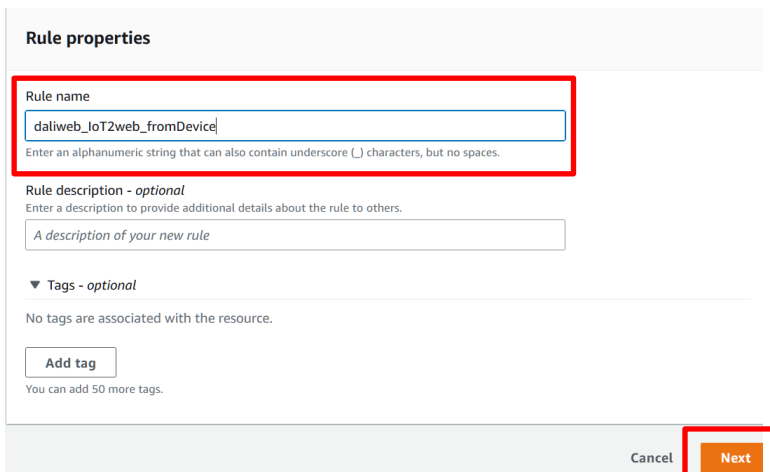 Rule properties
Rule name
daliweb_IoT2web_fromDevice
Enter an alphanumeric string that can also contain underscore (_) characters, but no spaces.
Rule description - optional
Enter a description to provide additional details about the rule to others.
A description of your new rule
▼ Tags - optional
No tags are associated with the resource.
Add tag
You can add 50 more tags.
Cancel Next